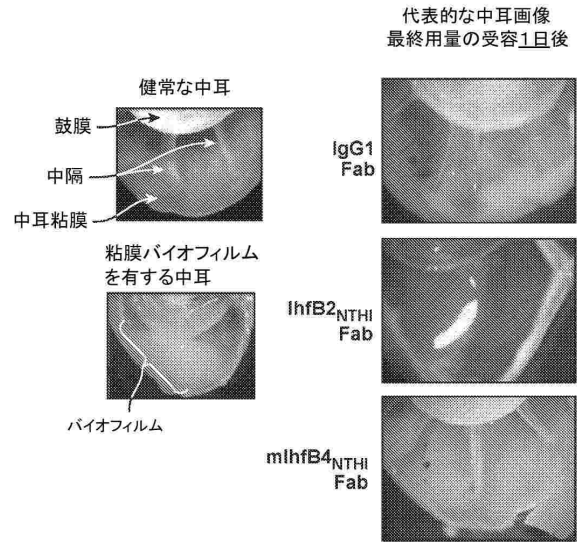 代表的な中耳画像
最終用量の受容1日後
健常な中耳
鼓膜
中隔
中耳粘膜
粘膜バイオフィルム
を有する中耳
バイオフィルム
IgG1
Fab
IhfB2NTHI
Fab
mIhfB4NTHI
Fab